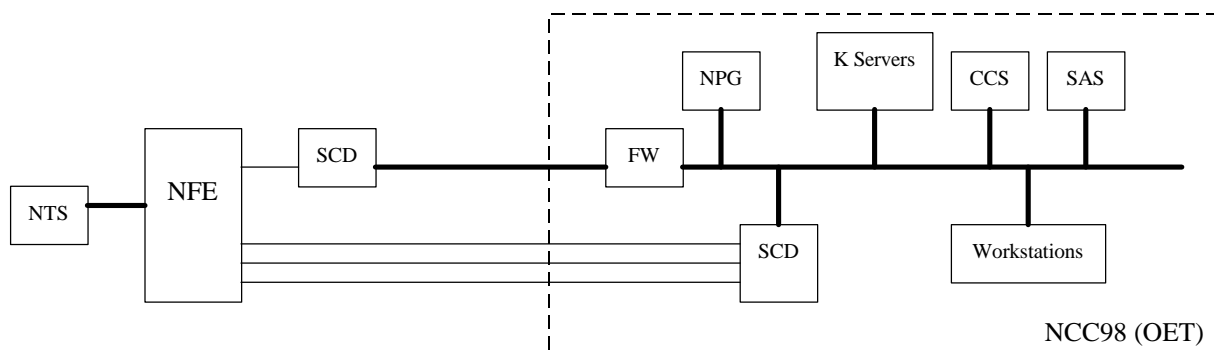 K Servers
NPG
CCS
SAS
SCD
FW
NFE
NTS
SCD
Workstations
NCC98 (OET)